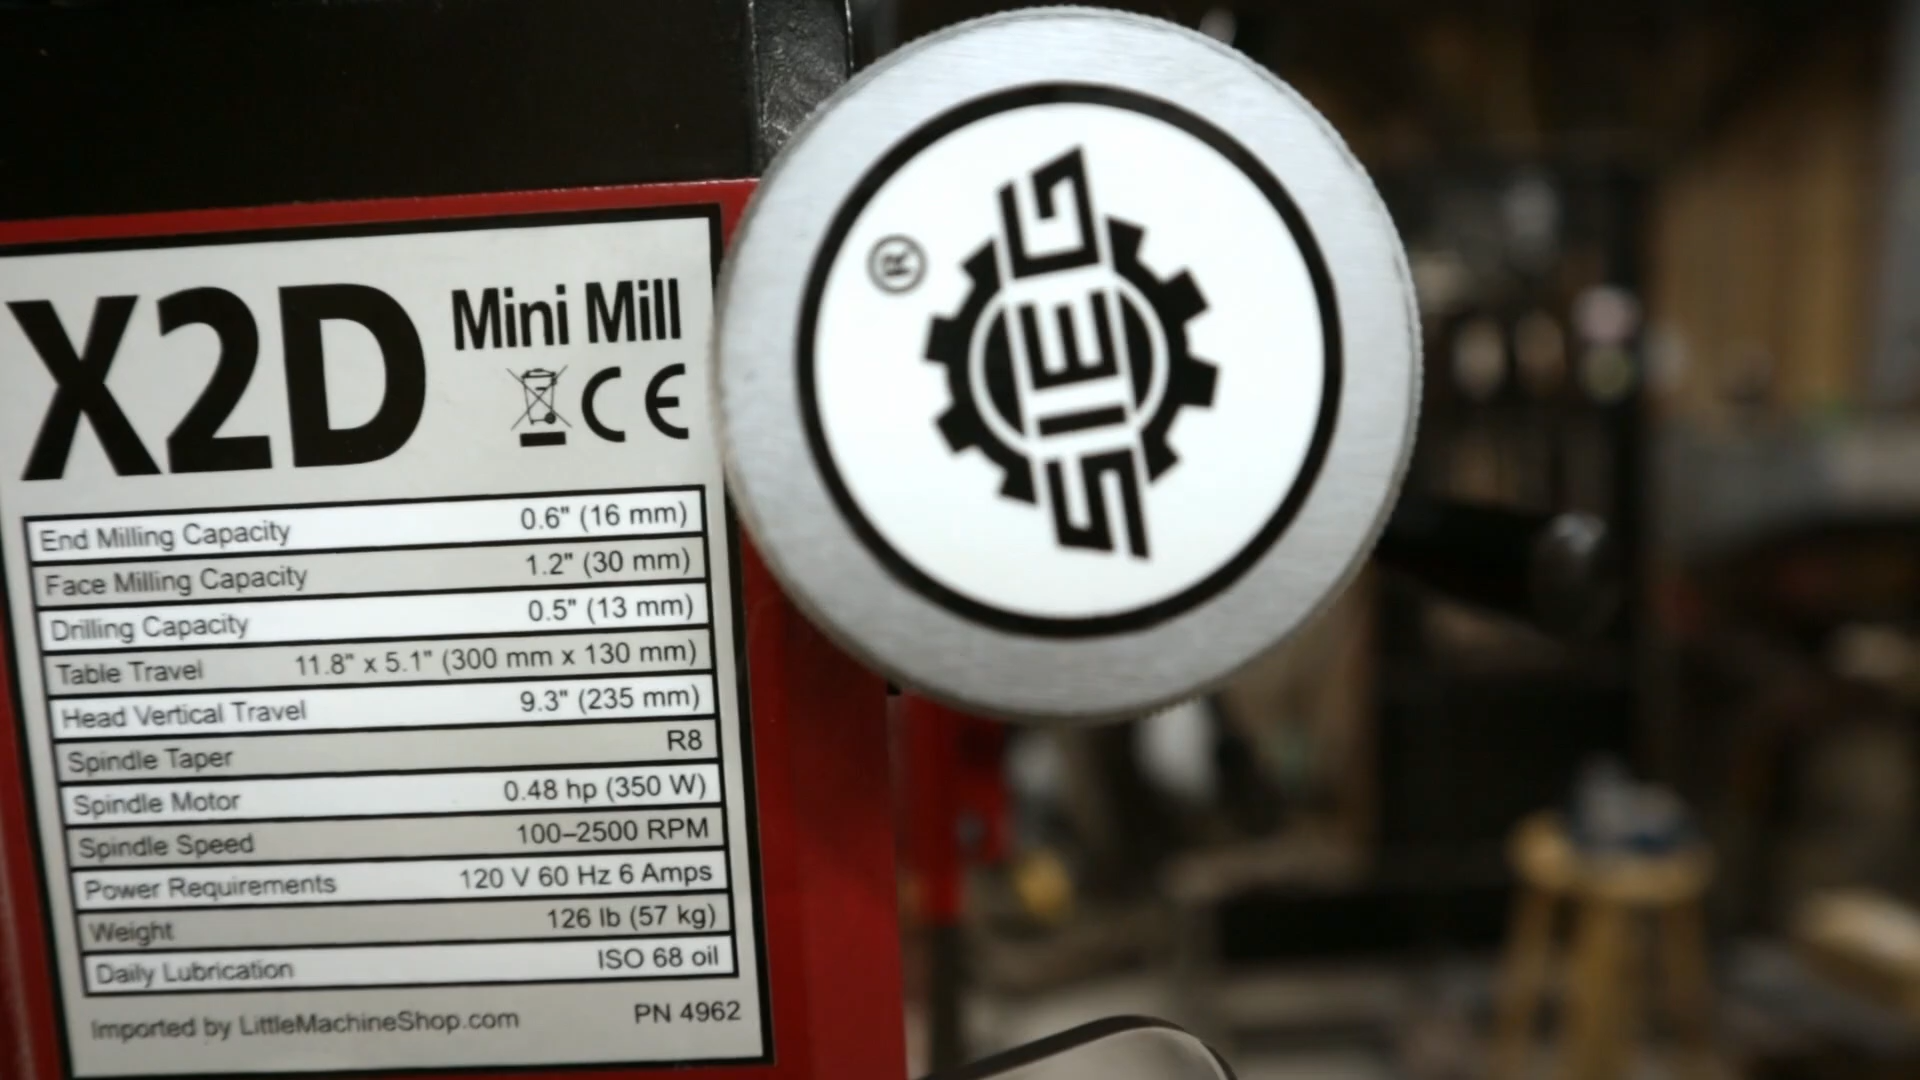 X2D Mini Mill
CE
End Milling Capacity 0.6" (16 mm)
Face Milling Capacity 1.2" (30 mm)
Drilling Capacity 0.5" (13 mm)
Table Travel 11.8" x 5.1" (300 mm x 130 mm)
Head Vertical Travel 9.3" (235 mm)
Spindle Taper R8
Spindle Motor 0.48 hp (350 W)
Spindle Speed 100–2500 RPM
Power Requirements 120 V 60 Hz 6 Amps
Weight 126 lb (57 kg)
Daily Lubrication ISO 68 oil
Imported by LittleMachineShop.com PN 4962
SIEG ®